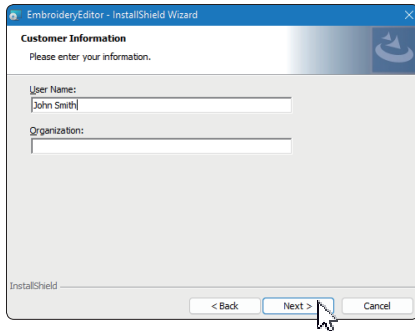 EmbroideryEditor - InstallShield Wizard
Customer Information
Please enter your information.
User Name:
John Smith
Organization:
InstallShield
< Back Next > Cancel